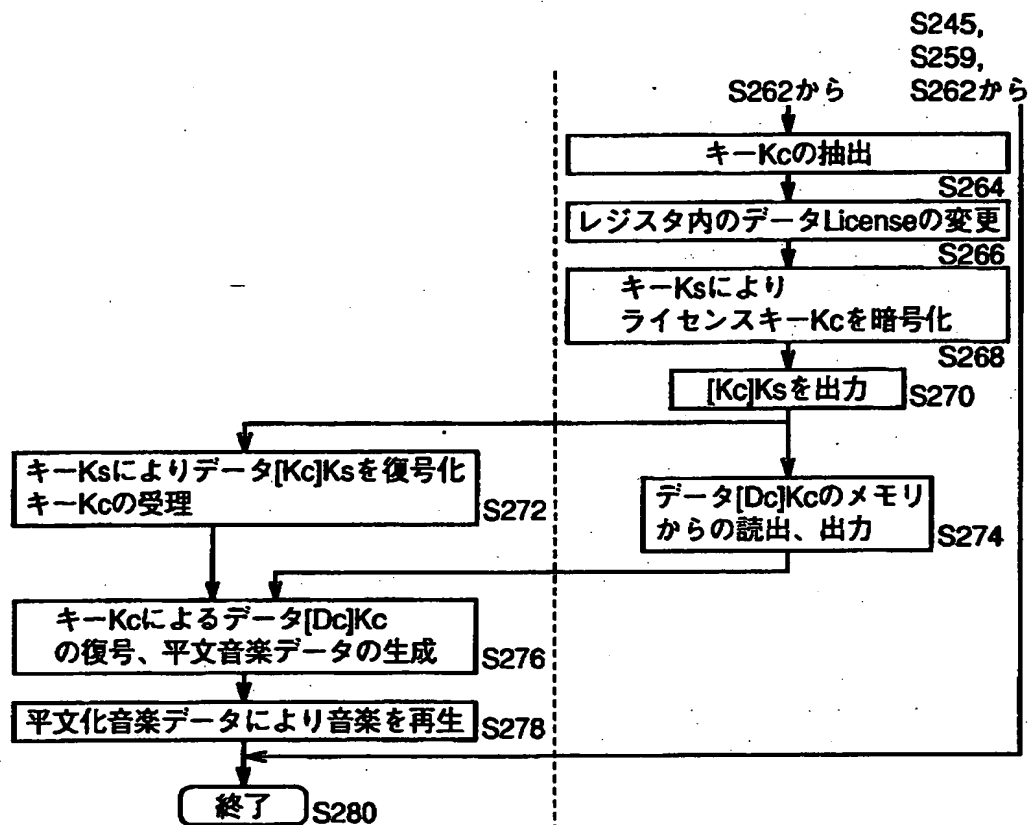 S245,
S259,
S262から
S262から
キーKcの抽出
S264
レジスタ内のデータLicenseの変更
S266
キーKsにより
ライセンスキーKcを暗号化
S268
[Kc]Ksを出力
S270
キーKsによりデータ[Kc]Ksを復号化
キーKcの受理
S272
データ[Dc]Kcのメモリ
からの読出、出力
S274
キーKcによるデータ[Dc]Kc
の復号、平文音楽データの生成
S276
平文化音楽データにより音楽を再生
S278
終了
S280